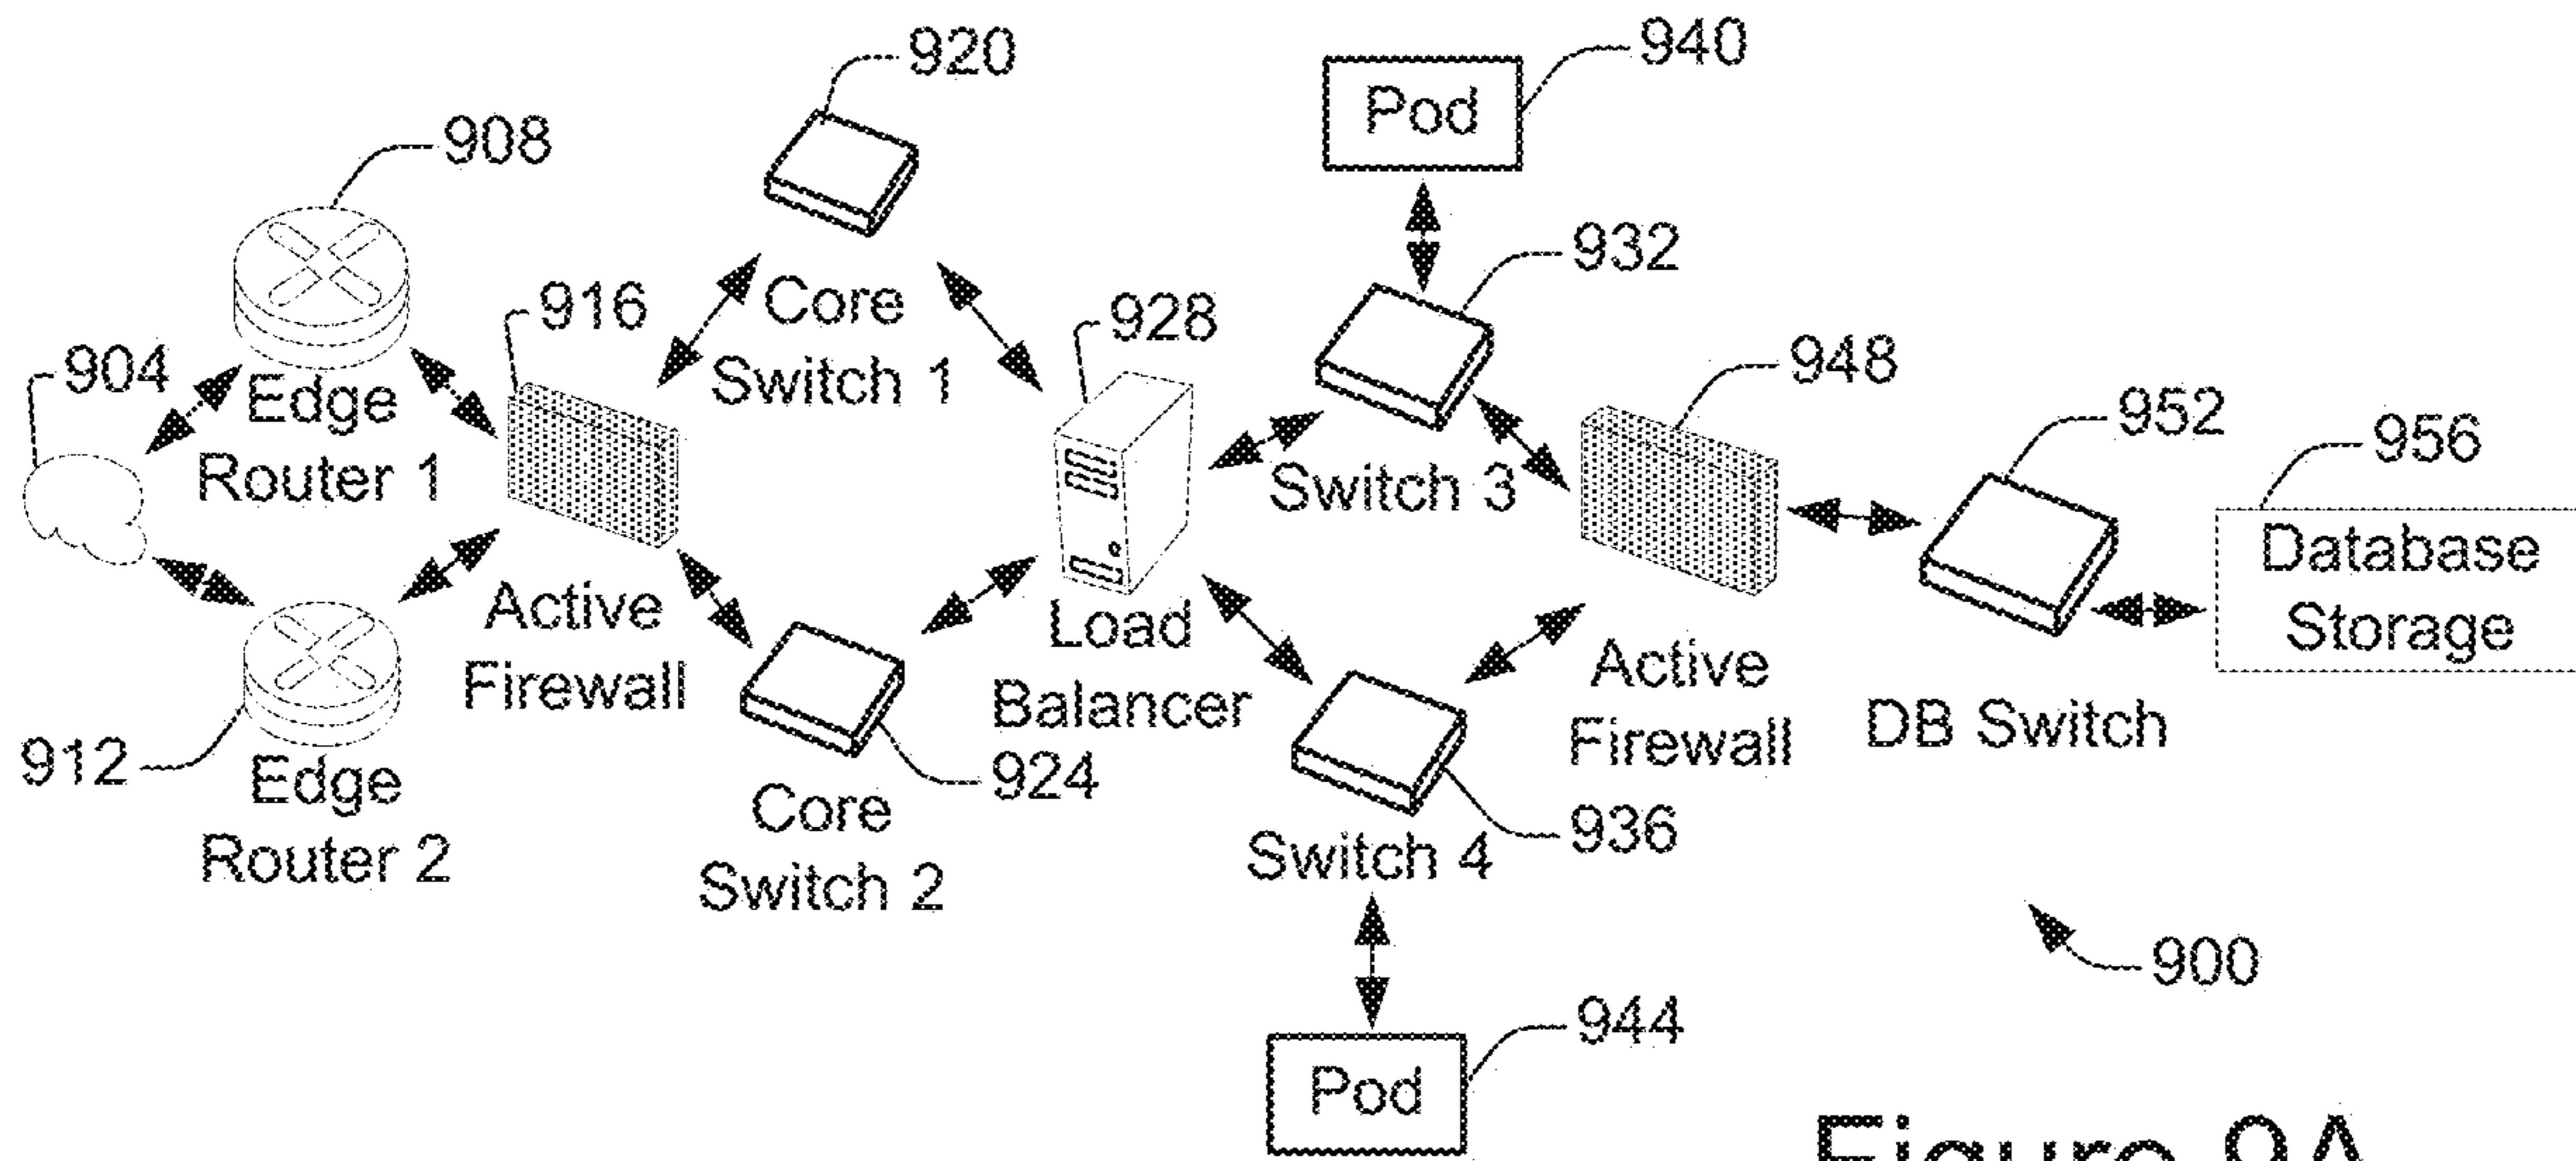 920
940
Pod
908
932
916
Core
Switch 1
928
904
Edge
Router 1
948
952
956
Switch 3
Database
Storage
Active
Firewall
Load
Balancer
Active
Firewall
DB Switch
912
Edge
Router 2
924
Core
Switch 2
936
Switch 4
900
944
Pod
Figure 9A